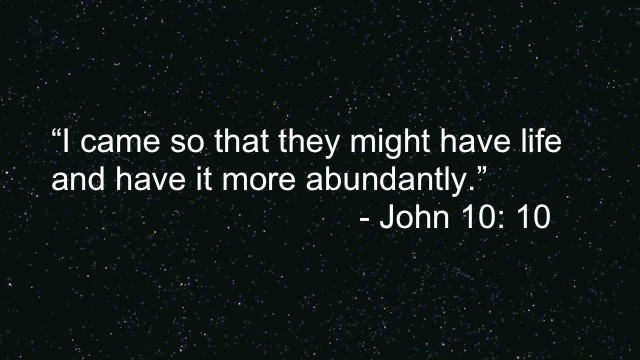 “I came so that they might have life
and have it more abundantly.”
- John 10: 10